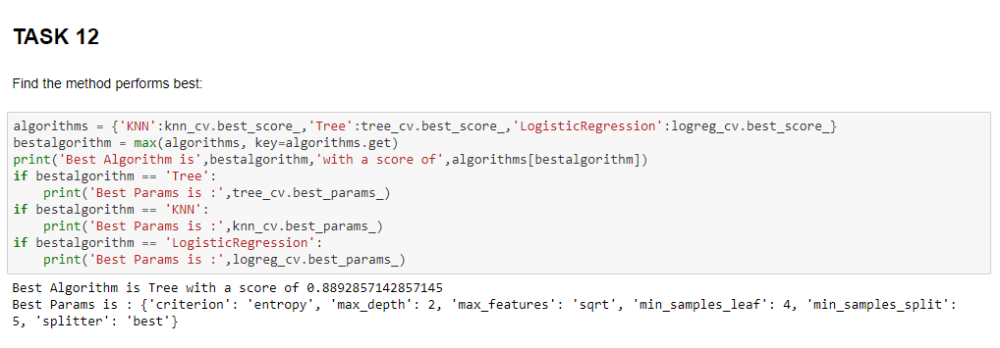 TASK 12
Find the method performs best:
algorithms = {'KNN':knn_cv.best_score_,'Tree':tree_cv.best_score_,'LogisticRegression':logreg_cv.best_score_}
bestalgorithm = max(algorithms, key=algorithms.get)
print('Best Algorithm is',bestalgorithm,'with a score of',algorithms[bestalgorithm])
if bestalgorithm == 'Tree':
    print('Best Params is :',tree_cv.best_params_)
if bestalgorithm == 'KNN':
    print('Best Params is :',knn_cv.best_params_)
if bestalgorithm == 'LogisticRegression':
    print('Best Params is :',logreg_cv.best_params_)
Best Algorithm is Tree with a score of 0.8892857142857145
Best Params is : {'criterion': 'entropy', 'max_depth': 2, 'max_features': 'sqrt', 'min_samples_leaf': 4, 'min_samples_split':
5, 'splitter': 'best'}